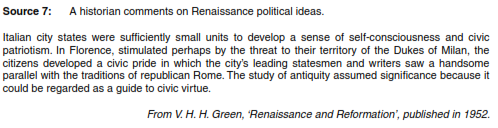 Source 7: A historian comments on Renaissance political ideas.
Italian city states were sufficiently small units to develop a sense of self-consciousness and civic
patriotism. In Florence, stimulated perhaps by the threat to their territory of the Dukes of Milan, the
citizens developed a civic pride in which the city's leading statesmen and writers saw a handsome
parallel with the traditions of republican Rome. The study of antiquity assumed significance because it
could be regarded as a guide to civic virtue.
From V. H. H. Green, 'Renaissance and Reformation', published in 1952.